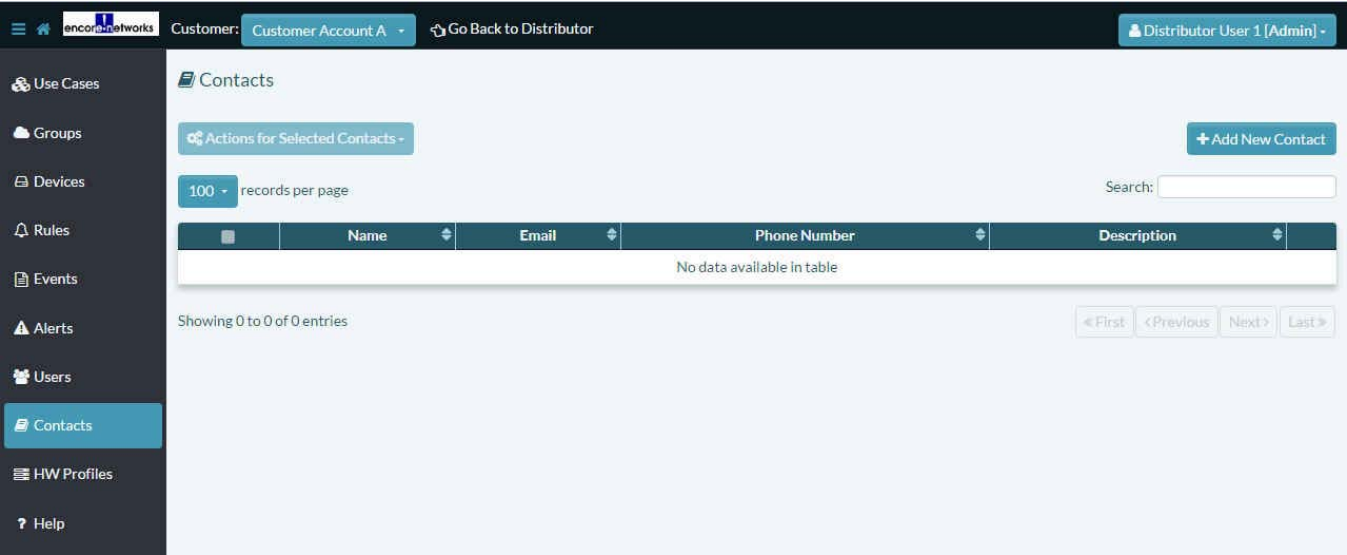 encore networks Customer: Customer Account A Go Back to Distributor Distributor User 1 [Admin]
Use Cases
Groups
Devices
Rules
Events
Alerts
Users
Contacts
HW Profiles
? Help
Contacts
Actions for Selected Contacts
+ Add New Contact
100 records per page
Search:
Name Email Phone Number Description
No data available in table
Showing 0 to 0 of 0 entries
« First ‹ Previous Next › Last »